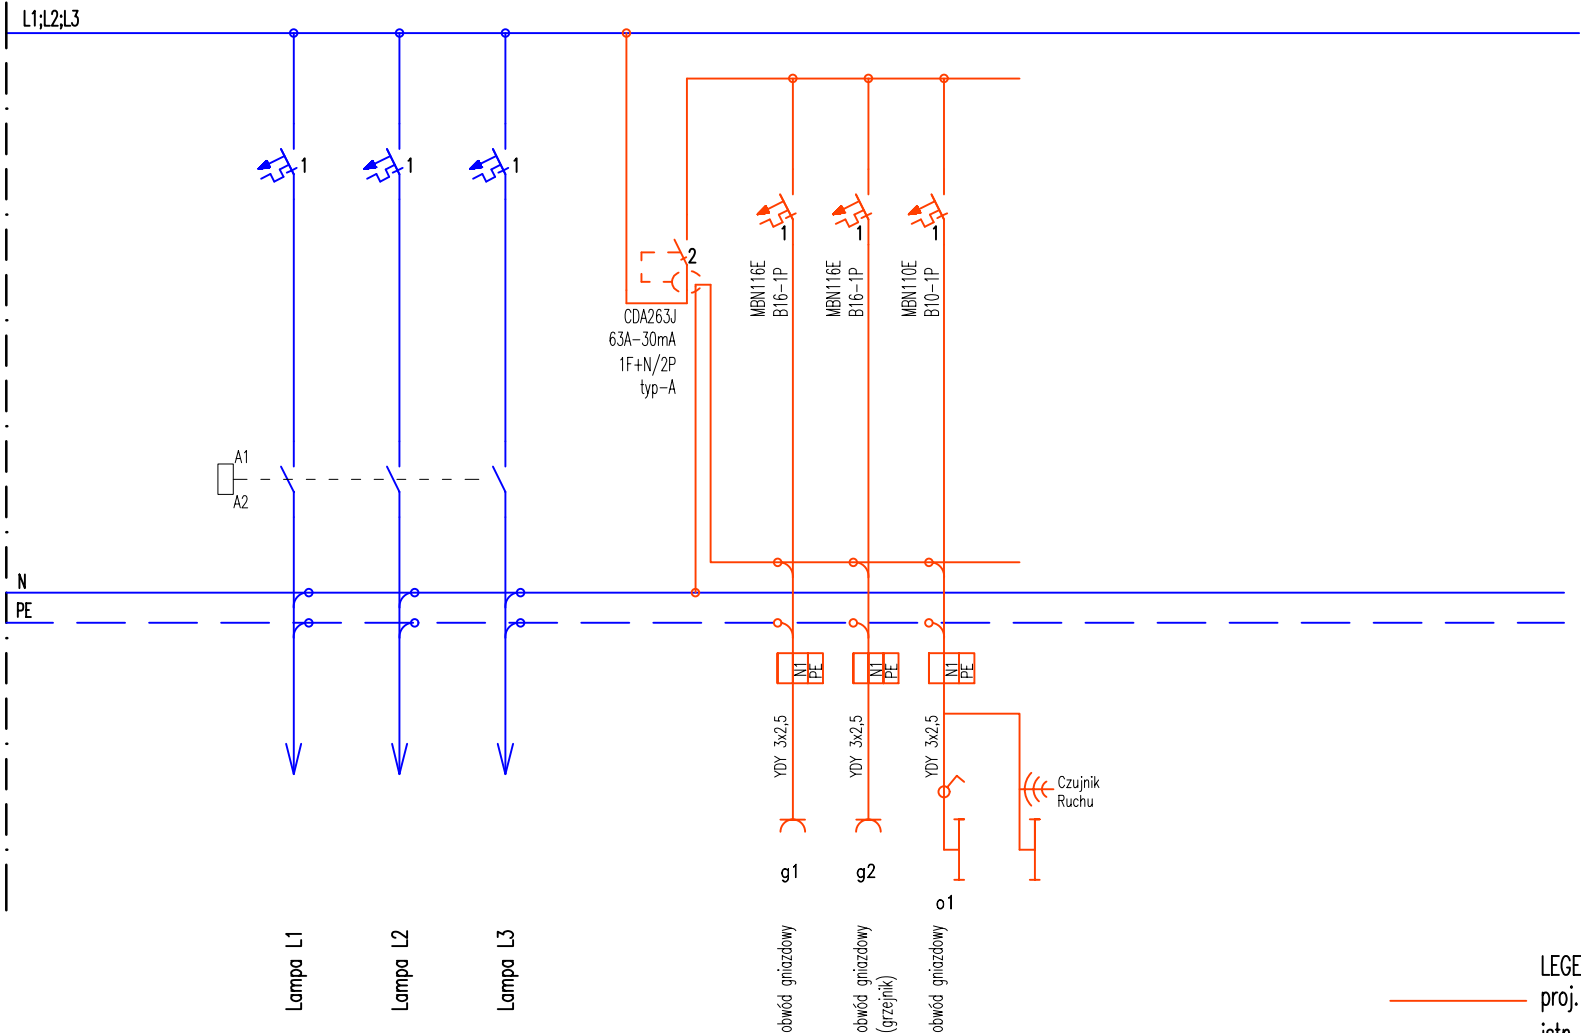 L1;L2;L3
1
1
1
2
1
1
1
MBN116E
B16-1P
MBN116E
B16-1P
MBN110E
B10-1P
CDA263J
63A-30mA
1F+N/2P
typ-A
A1
A2
N
PE
N1
PE
N1
PE
N1
PE
YDY 3x2,5
YDY 3x2,5
YDY 3x2,5
Czujnik
Ruchu
g1
g2
o1
Lampa L1
Lampa L2
Lampa L3
obwód gniazdowy
obwód gniazdowy
(grzejnik)
obwód gniazdowy
LEGE
proj.